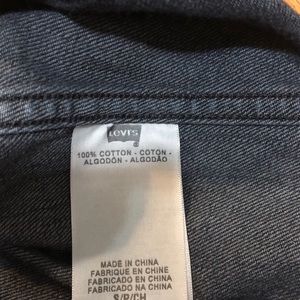 Levi's
100% COTTON - COTON -
ALGODÓN - ALGODÃO
MADE IN CHINA
FABRIQUE EN CHINE
FABRICADO EN CHINA
FABRICADO NA CHINA
S/P/CH